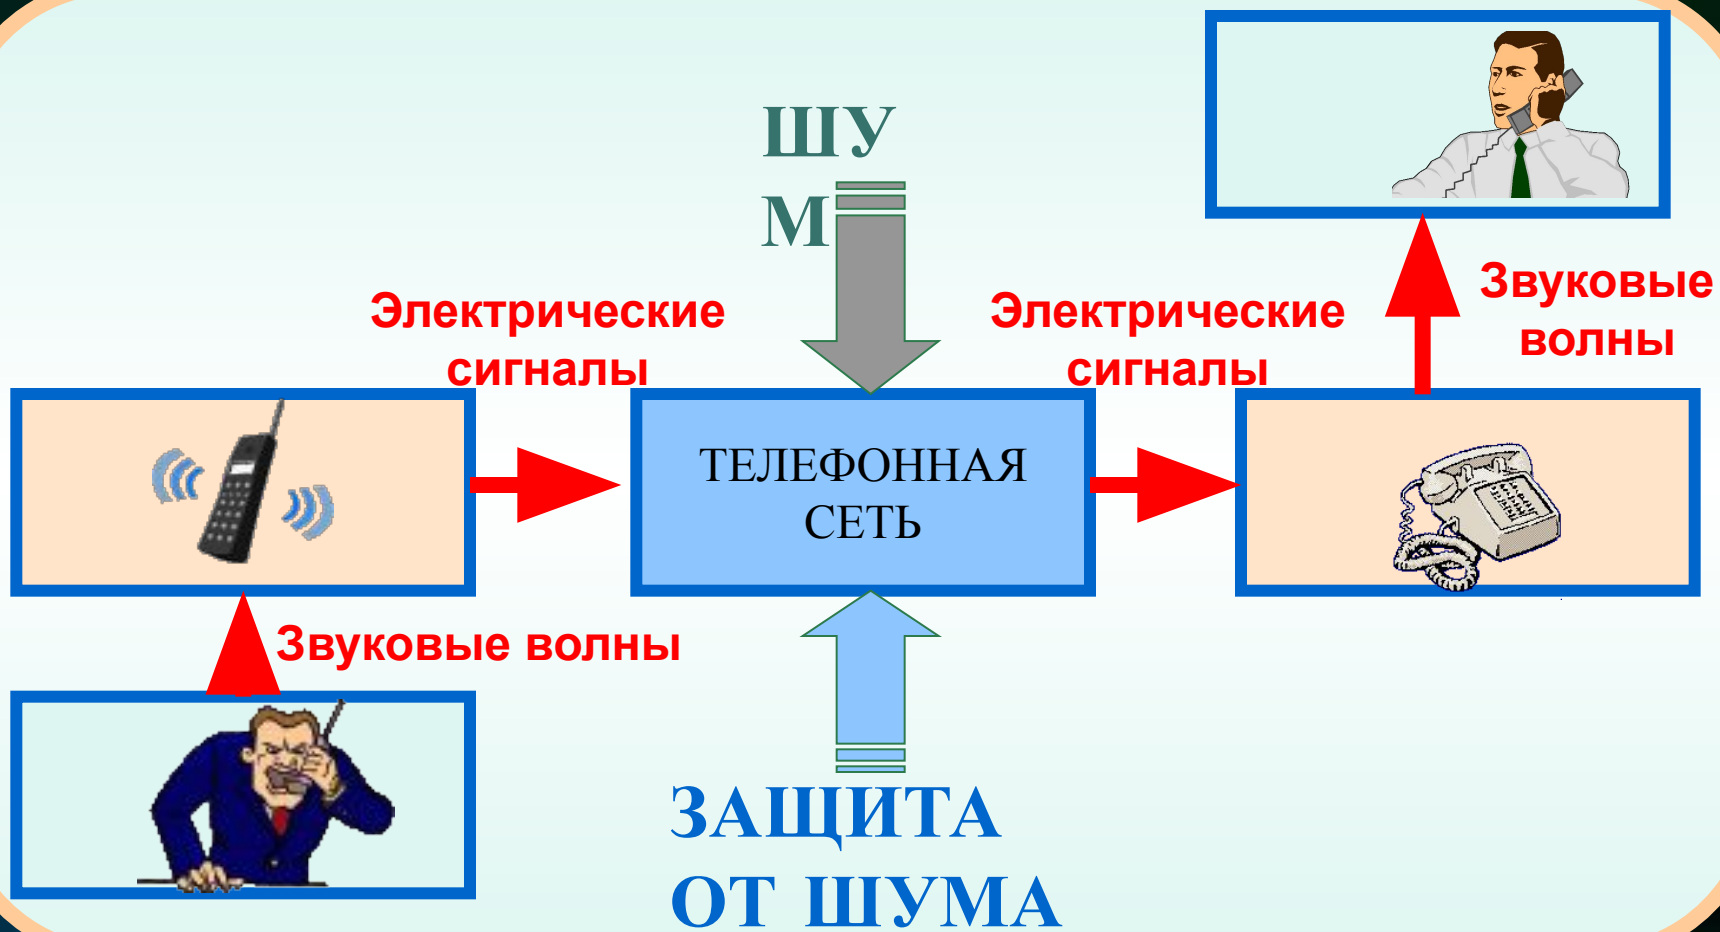 ШУ
М
Электрические
сигналы
Электрические
сигналы
Звуковые
волны
ТЕЛЕФОННАЯ
СЕТЬ
Звуковые волны
ЗАЩИТА
ОТ ШУМА